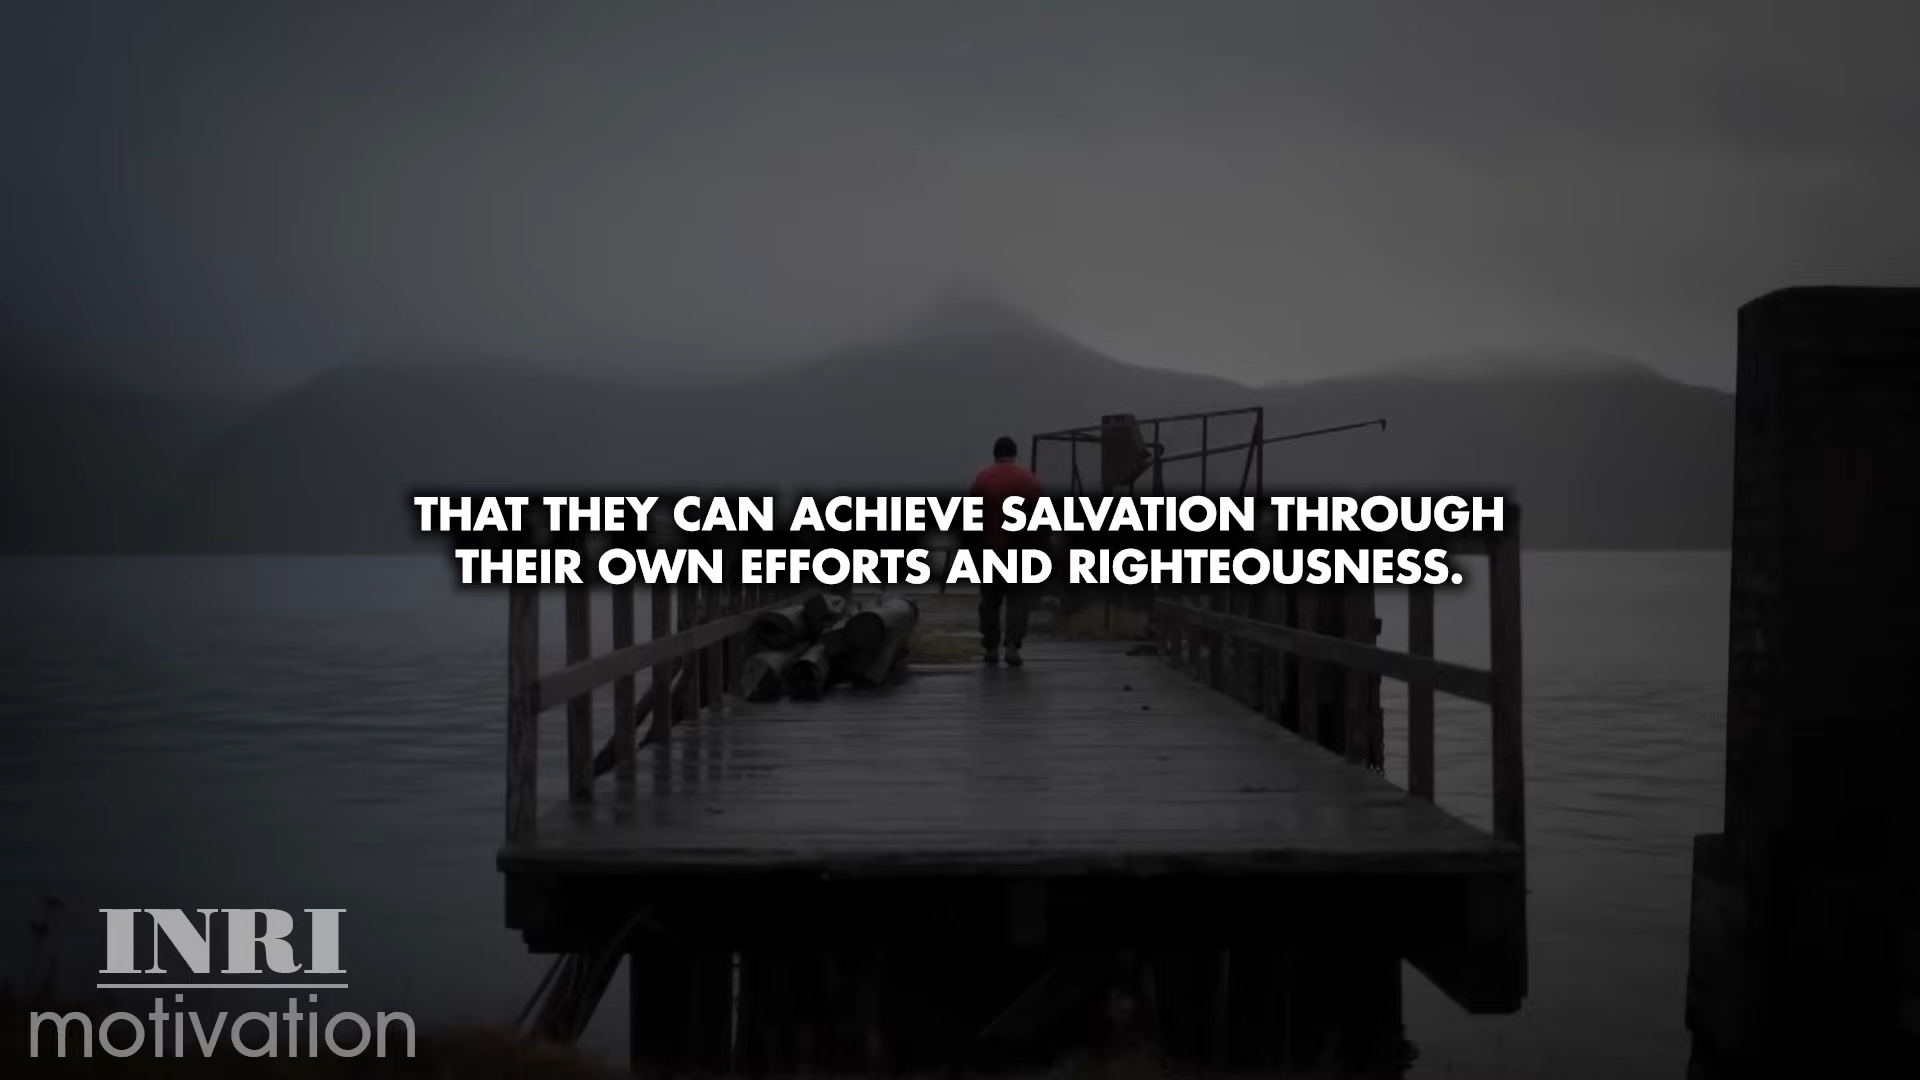 THAT THEY CAN ACHIEVE SALVATION THROUGH
THEIR OWN EFFORTS AND RIGHTEOUSNESS.
INRI
motivation